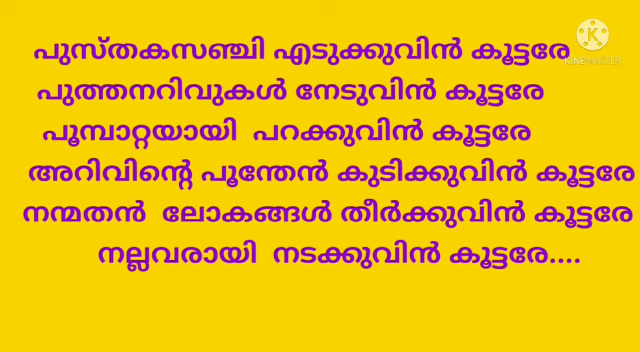 പുസ്തകസഞ്ചി എടുക്കുവിൻ കൂട്ടരേ
പുത്തനറിവുകൾ നേടുവിൻ കൂട്ടരേ
പൂമ്പാറ്റയായി പറക്കുവിൻ കൂട്ടരേ
അറിവിന്റെ പൂന്തേൻ കുടിക്കുവിൻ കൂട്ടരേ
നന്മതൻ ലോകങ്ങൾ തീർക്കുവിൻ കൂട്ടരേ
നല്ലവരായി നടക്കുവിൻ കൂട്ടരേ....
K
KINEMASTER